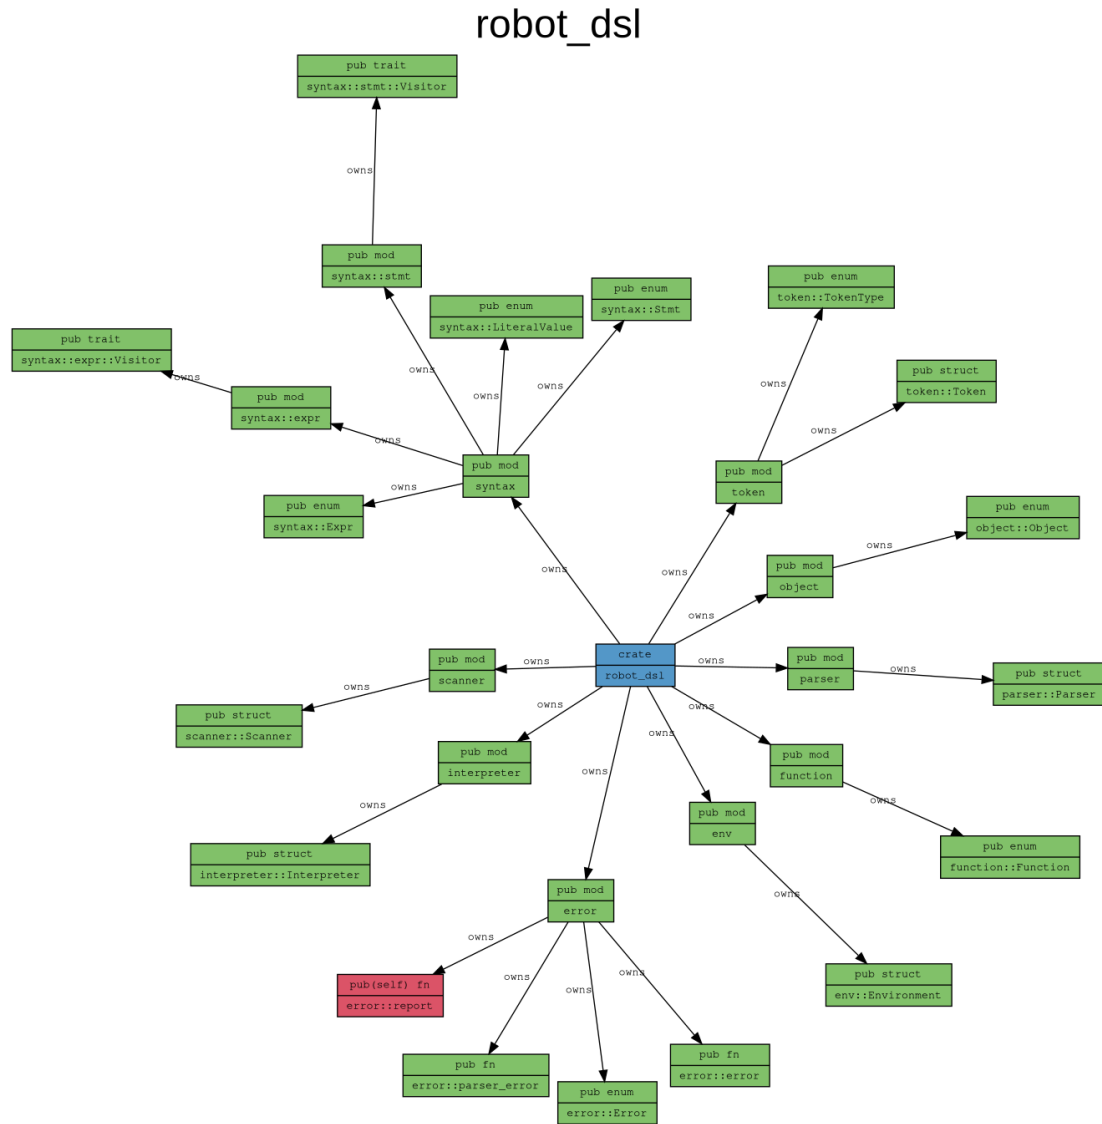 robot_dsl
pub trait
syntax::stmt::Visitor
owns
pub mod
syntax::stmt
pub enum
token::TokenType
pub enum
syntax::Stmt
pub enum
syntax::LiteralValue
pub trait
syntax::expr::Visitor
owns
pub mod
syntax::expr
owns
owns
owns
owns
pub struct
token::Token
owns
owns
owns
pub mod
syntax
pub mod
token
owns
pub enum
syntax::Expr
pub enum
object::Object
owns
pub mod
object
owns
owns
owns
crate
robot_dsl
pub mod
scanner
owns
owns
pub mod
parser
owns
pub struct
parser::Parser
owns
pub struct
scanner::Scanner
owns
owns
owns
pub mod
interpreter
pub mod
function
owns
owns
pub mod
env
owns
pub struct
interpreter::Interpreter
pub enum
function::Function
pub mod
error
owns
owns
owns
owns
owns
pub(self) fn
error::report
pub struct
env::Environment
pub fn
error::parser_error
pub enum
error::Error
pub fn
error::error